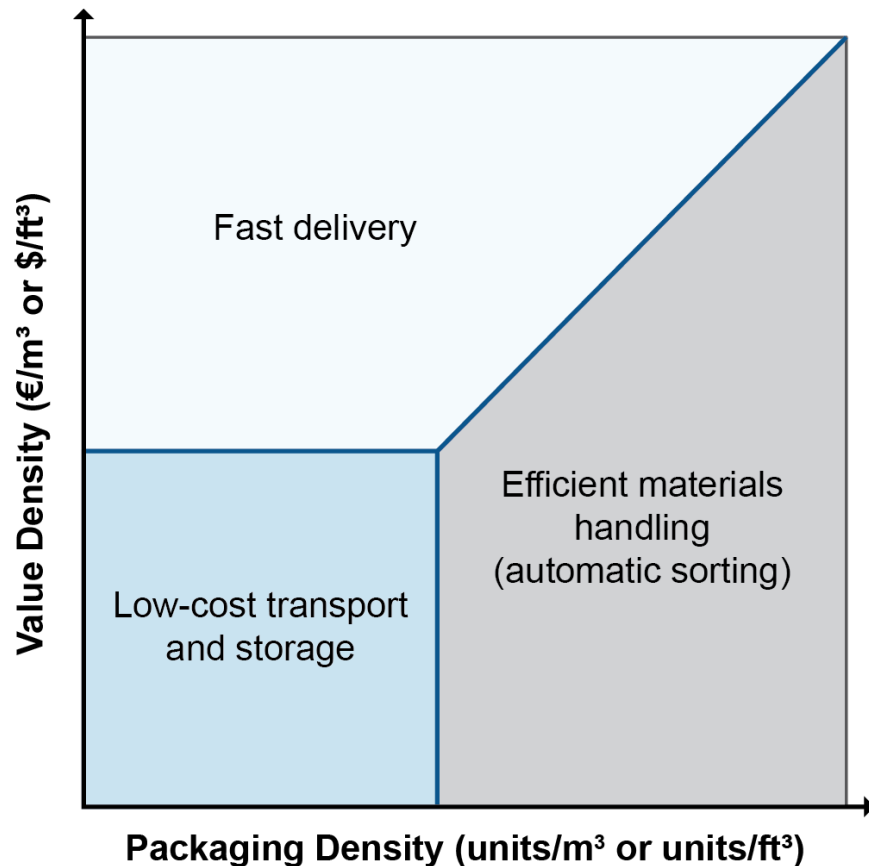 Value Density (€/m³ or $/ft³)
Fast delivery
Efficient materials
handling
(automatic sorting)
Low-cost transport
and storage
Packaging Density (units/m³ or units/ft³)